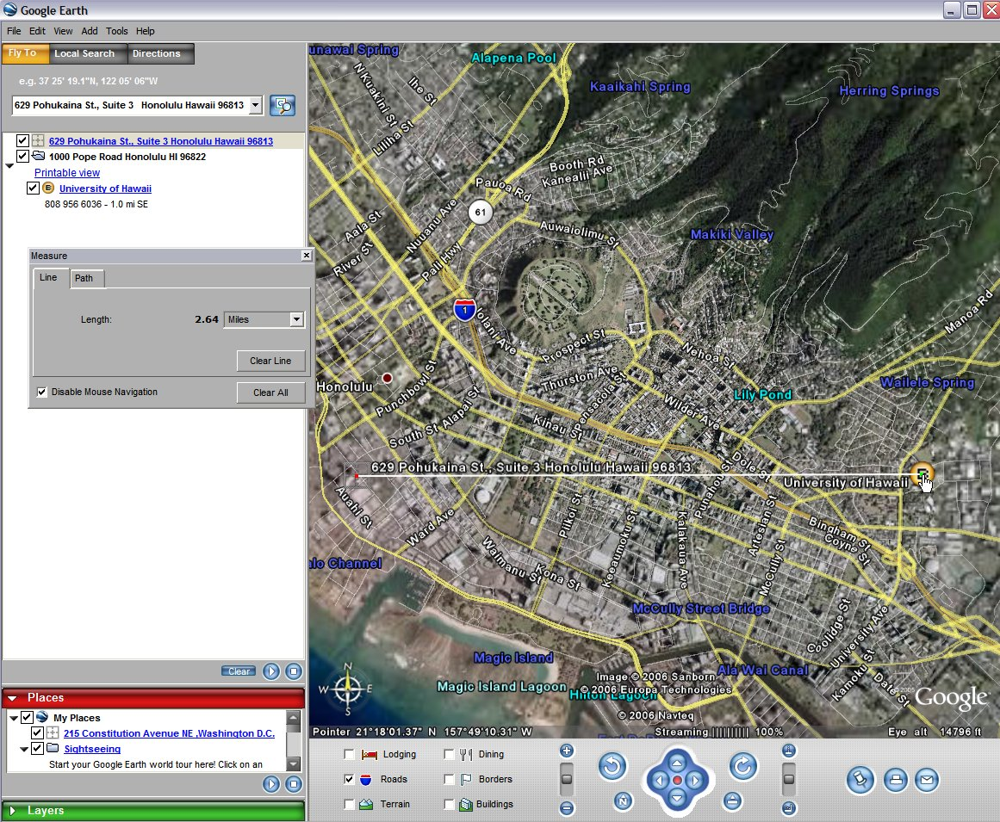 Google Earth
File Edit View Add Tools Help
Fly To Local Search Directions
e.g. 37 25' 19.1"N, 122 05' 06"W
629 Pohukaina St., Suite 3 Honolulu Hawaii 96813
629 Pohukaina St., Suite 3 Honolulu Hawaii 96813
1000 Pope Road Honolulu HI 96822
Printable view
B University of Hawaii
808 956 6036 - 1.0 mi SE
Measure
Line Path
Length: 2.64 Miles
Clear Line
Disable Mouse Navigation Clear All
Clear
Places
My Places
215 Constitution Avenue NE ,Washington D.C.
Sightseeing
Start your Google Earth world tour here! Click on an
Layers
unawai Spring
Alapena Pool
Kaaikahi Spring
Herring Springs
N Kuakini St
Ihe St
Liliha St
Booth Rd
Kanealii Ave
Pauoa Rd
61
Auwaiolimu St
Makiki Valley
Aala St
Nuuanu Ave
River St
Pali Hwy
1
Iolani Ave
Prospect St
Nehoa St
Manoa Rd
Honolulu
Punchbowl St
Thurston Ave
Wailele Spring
Lily Pond
Alapai St
South St
Kinau St
Pensacola St
Wilder Ave
Dole St
629 Pohukaina St., Suite 3 Honolulu Hawaii 96813
University of Hawaii
Auahi St
Ward Ave
Piikoi St
Keeaumoku St
Kalakaua Ave
Punahou St
Artesian St
McCully St
Bingham St
Coyne St
Waimanu St
Kona St
alo Channel
McCully Street Bridge
Coolidge St
University Ave
Kamoku St
Date St
Magic Island
Ala Wai Canal
Magic Island Lagoon
Hilton Lagoon
N
W E
S
Image © 2006 Sanborn
© 2006 Europa Technologies
© 2006 Navteq
© 2005 Google
Pointer 21°18'01.37" N 157°49'10.31" W Streaming |||||||||| 100% Eye alt 14796 ft
Lodging Dining
Roads Borders
Terrain Buildings
N